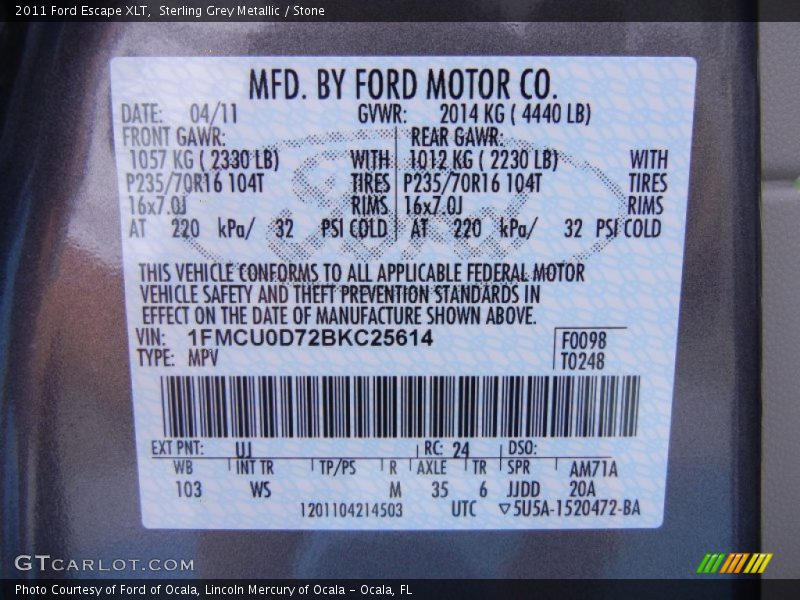 2011 Ford Escape XLT,  Sterling Grey Metallic / Stone
MFD. BY FORD MOTOR CO.
DATE: 04/11 GVWR: 2014 KG ( 4440 LB)
FRONT GAWR: REAR GAWR:
1057 KG ( 2330 LB) WITH 1012 KG ( 2230 LB) WITH
P235/70R16 104T TIRES P235/70R16 104T TIRES
16x7.0J RIMS 16x7.0J RIMS
AT 220 kPa/ 32 PSI COLD AT 220 kPa/ 32 PSI COLD
THIS VEHICLE CONFORMS TO ALL APPLICABLE FEDERAL MOTOR
VEHICLE SAFETY AND THEFT PREVENTION STANDARDS IN
EFFECT ON THE DATE OF MANUFACTURE SHOWN ABOVE.
VIN: 1FMCU0D72BKC25614 F0098
TYPE: MPV T0248
EXT PNT: UJ RC: 24 DSO:
WB INT TR TP/PS R AXLE TR SPR AM71A
103 WS M 35 6 JJDD 20A
1201104214503 UTC ▽5U5A-1520472-BA
GTCARLOT.COM
Photo Courtesy of Ford of Ocala, Lincoln Mercury of Ocala - Ocala, FL